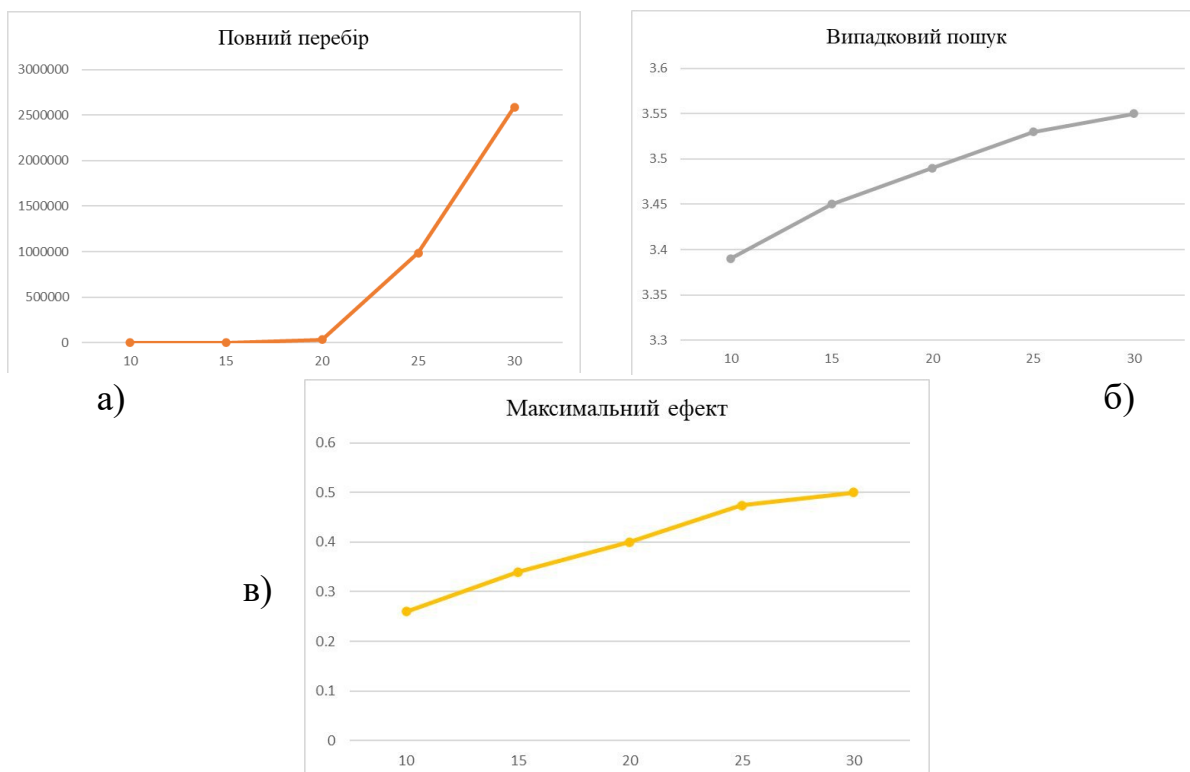 Повний перебір
3000000
2500000
2000000
1500000
1000000
500000
0
10 15 20 25 30
а)
Випадковий пошук
3.6
3.55
3.5
3.45
3.4
3.35
3.3
10 15 20 25 30
б)
Максимальний ефект
0.6
0.5
0.4
0.3
0.2
0.1
0
10 15 20 25 30
в)